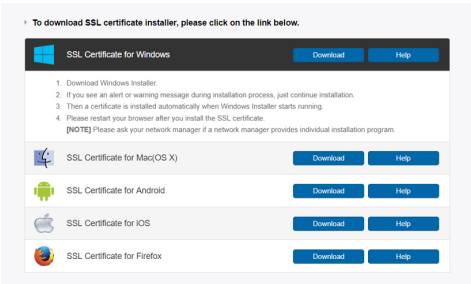 To download SSL certificate installer, please click on the link below.
SSL Certificate for Windows Download Help
1. Download Windows Installer.
2. If you see an alert or warning message during installation process, just continue installation.
3. Then a certificate is installed automatically when Windows Installer starts running.
4. Please restart your browser after you install the SSL certificate.
[NOTE] Please ask your network manager if a network manager provides individual installation program.
SSL Certificate for Mac(OS X) Download Help
SSL Certificate for Android Download Help
SSL Certificate for iOS Download Help
SSL Certificate for Firefox Download Help